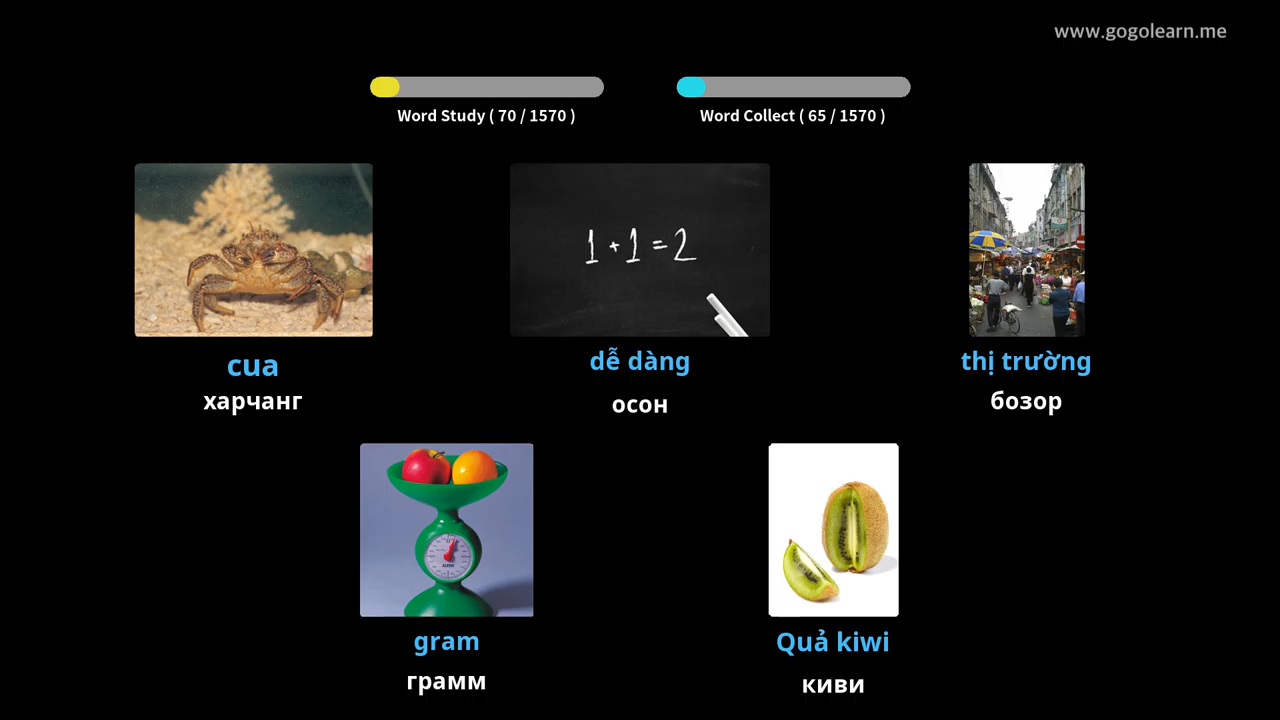 www.gogolearn.me
Word Study ( 70 / 1570 )
Word Collect ( 65 / 1570 )
1 + 1 = 2
cua
dễ dàng
thị trường
харчанг
осон
бозор
gram
Quả kiwi
грамм
киви